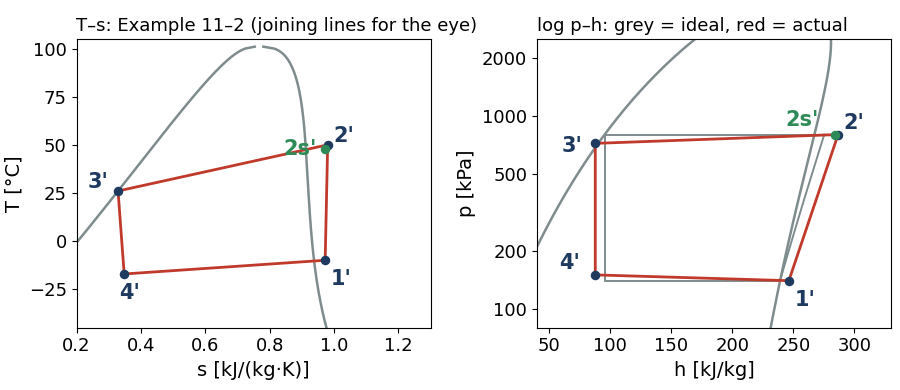 T–s: Example 11–2 (joining lines for the eye)
100
75
50
25
0
−25
0.2 0.4 0.6 0.8 1.0 1.2
T [°C]
s [kJ/(kg·K)]
1'
2'
2s'
3'
4'
log p–h: grey = ideal, red = actual
2000
1000
500
200
100
50 100 150 200 250 300
p [kPa]
h [kJ/kg]
1'
2'
2s'
3'
4'